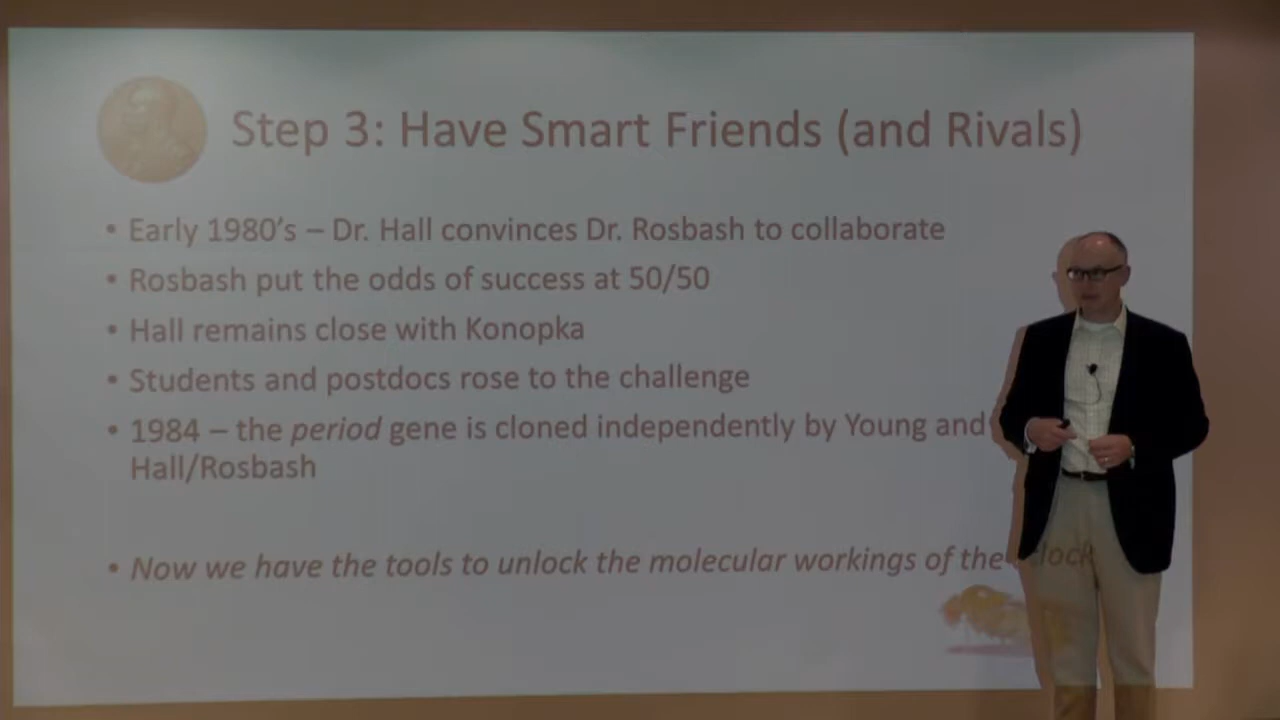 Step 3: Have Smart Friends (and Rivals)
• Early 1980's – Dr. Hall convinces Dr. Rosbash to collaborate
• Rosbash put the odds of success at 50/50
• Hall remains close with Konopka
• Students and postdocs rose to the challenge
• 1984 – the period gene is cloned independently by Young and
Hall/Rosbash
• Now we have the tools to unlock the molecular workings of the clock